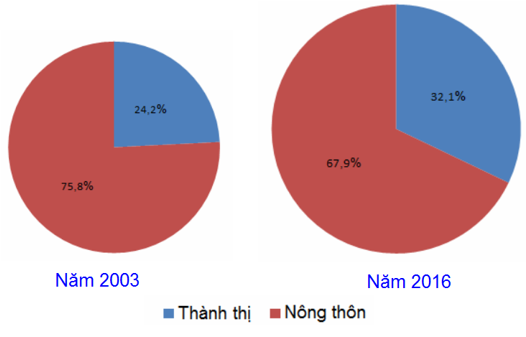 24,2%
75,8%
Năm 2003
32,1%
67,9%
Năm 2016
Thành thị Nông thôn